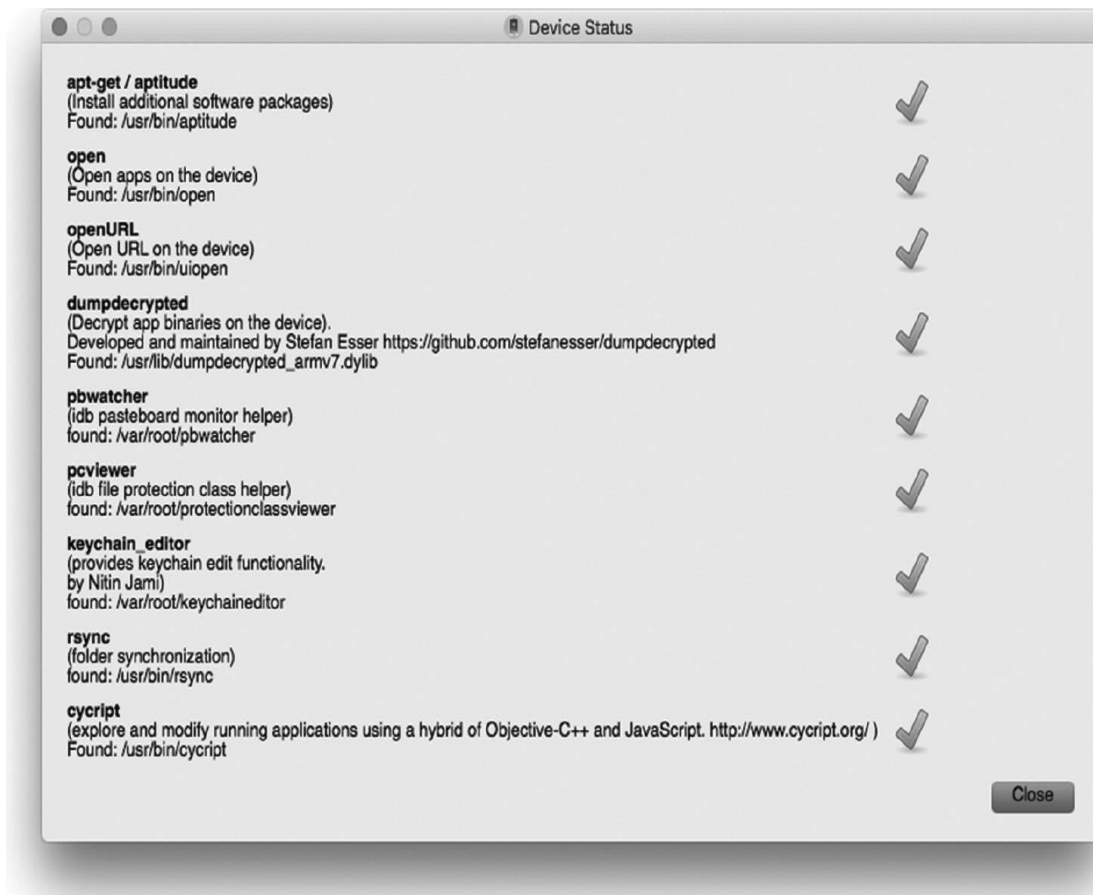 Device Status
apt-get / aptitude
(Install additional software packages)
Found: /usr/bin/aptitude
open
(Open apps on the device)
Found: /usr/bin/open
openURL
(Open URL on the device)
Found: /usr/bin/uiopen
dumpdecrypted
(Decrypt app binaries on the device).
Developed and maintained by Stefan Esser https://github.com/stefanesser/dumpdecrypted
Found: /usr/lib/dumpdecrypted_armv7.dylib
pbwatcher
(idb pasteboard monitor helper)
found: /var/root/pbwatcher
pcviewer
(idb file protection class helper)
found: /var/root/protectionclassviewer
keychain_editor
(provides keychain edit functionality.
by Nitin Jami)
found: /var/root/keychaineditor
rsync
(folder synchronization)
found: /usr/bin/rsync
cycript
(explore and modify running applications using a hybrid of Objective-C++ and JavaScript. http://www.cycript.org/ )
Found: /usr/bin/cycript
Close